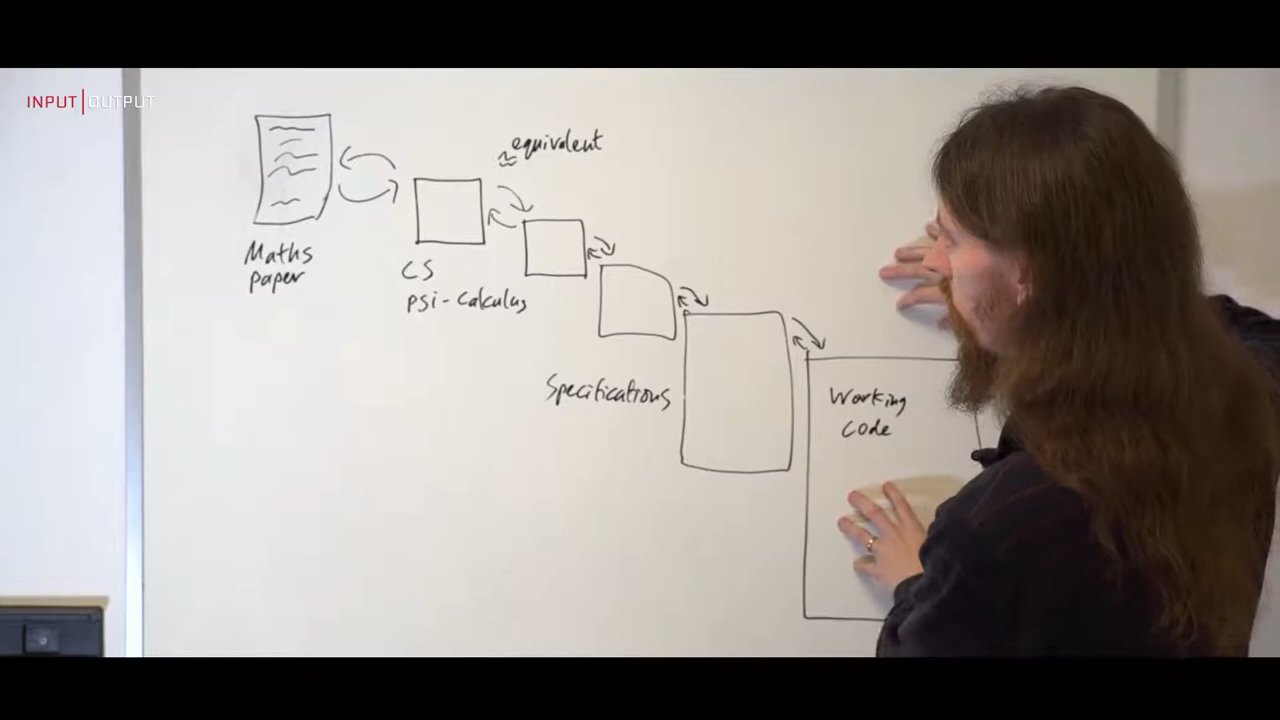 INPUT | OUTPUT
≈ equivalent
Maths
paper
CS
psi-calculus
Specifications
Working
code